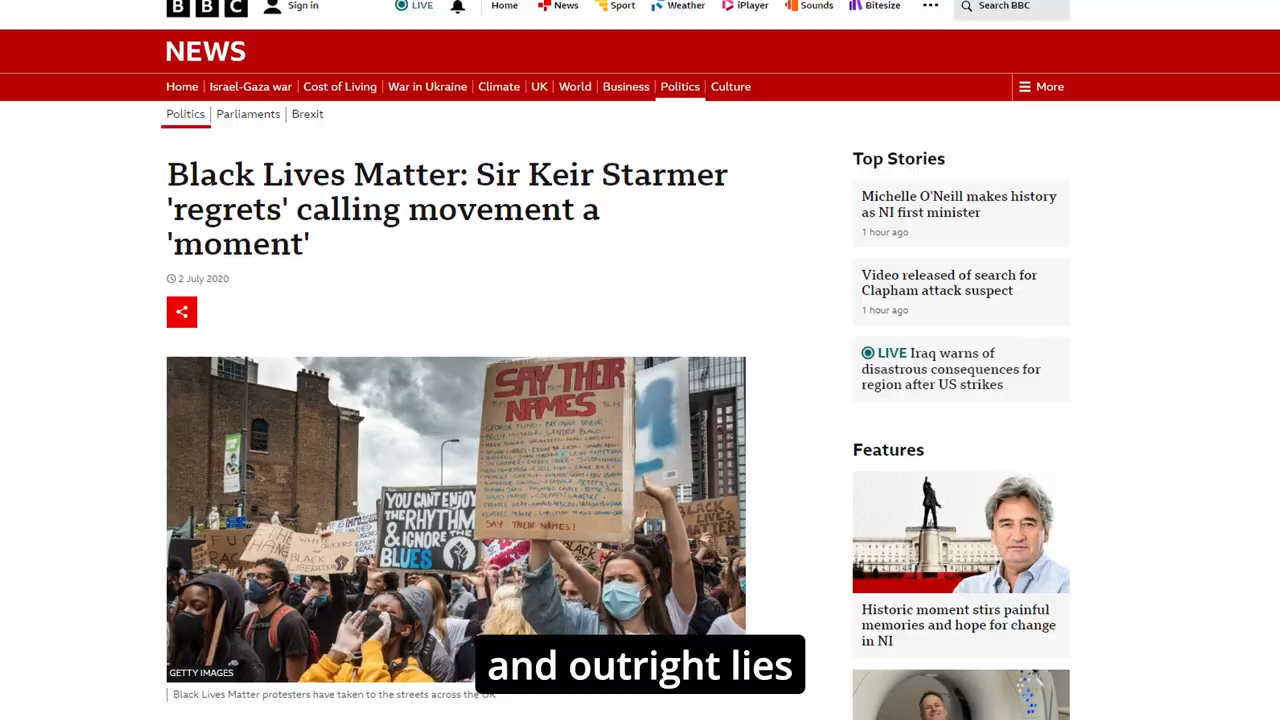 BBC
Sign in
LIVE
Home
News
Sport
Weather
iPlayer
Sounds
Bitesize
Search BBC
NEWS
Home
Israel-Gaza war
Cost of Living
War in Ukraine
Climate
UK
World
Business
Politics
Culture
More
Politics
Parliaments
Brexit
Black Lives Matter: Sir Keir Starmer
'regrets' calling movement a
'moment'
2 July 2020
SAY THEIR
NAMES
SAY THEIR NAMES!
YOU CANT ENJOY
THE RHYTHM
& IGNORE THE
BLUES
BLACK
LIVES
MATTER
GETTY IMAGES
Black Lives Matter protesters have taken to the streets across the UK
and outright lies
Top Stories
Michelle O'Neill makes history
as NI first minister
1 hour ago
Video released of search for
Clapham attack suspect
1 hour ago
LIVE Iraq warns of
disastrous consequences for
region after US strikes
Features
Historic moment stirs painful
memories and hope for change
in NI